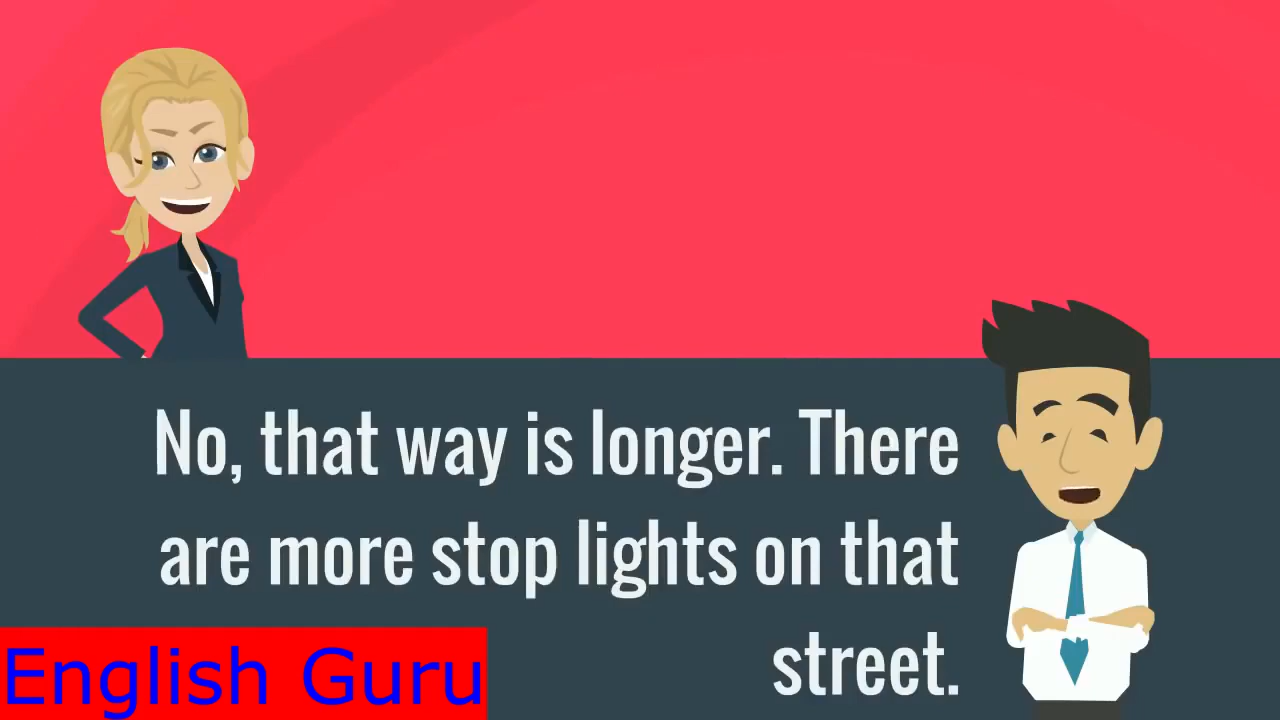 No, that way is longer. There
are more stop lights on that
street.
English Guru